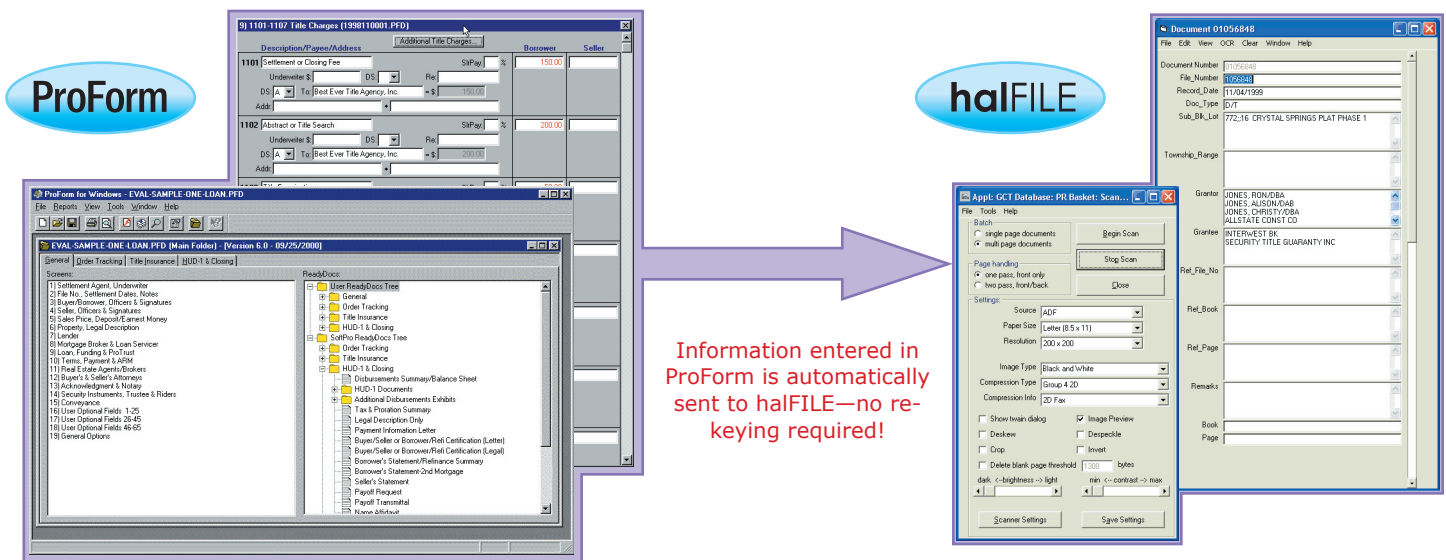 ProForm
9) 1101-1107 Title Charges (1998110001.PFD)
Additional Title Charges...
Description/Payee/Address Borrower Seller
1101 Settlement or Closing Fee SlrPay: % 150.00
Underwriter $: DS: Re:
DS: A To: Best Ever Title Agency, Inc. = $: 150.00
Addr:
1102 Abstract or Title Search SlrPay: % 200.00
Underwriter $: DS: Re:
DS: A To: Best Ever Title Agency, Inc. = $: 200.00
Addr:
ProForm for Windows - EVAL-SAMPLE-ONE-LOAN.PFD
File Reports View Tools Window Help
EVAL-SAMPLE-ONE-LOAN.PFD (Main Folder) - [Version 6.0 - 09/25/2000]
General Order Tracking Title Insurance HUD-1 & Closing
Screens:
1) Settlement Agent, Underwriter
2) File No., Settlement Dates, Notes
3) Buyer/Borrower, Officers & Signatures
4) Seller, Officers & Signatures
5) Sales Price, Deposit/Earnest Money
6) Property, Legal Description
7) Lender
8) Mortgage Broker & Loan Servicer
9) Loan, Funding & ProTrust
10) Terms, Payment & ARM
11) Real Estate Agents/Brokers
12) Buyer's & Seller's Attorneys
13) Acknowledgment & Notary
14) Security Instruments, Trustee & Riders
15) Conveyance
16) User Optional Fields 1-25
17) User Optional Fields 26-45
18) User Optional Fields 46-65
19) General Options
ReadyDocs:
User ReadyDocs Tree
General
Order Tracking
Title Insurance
HUD-1 & Closing
SoftPro ReadyDocs Tree
Order Tracking
Title Insurance
HUD-1 & Closing
Disbursements Summary/Balance Sheet
HUD-1 Documents
Additional Disbursements Exhibits
Tax & Proration Summary
Legal Description Only
Payment Information Letter
Buyer/Seller or Borrower/Refi Certification (Letter)
Buyer/Seller or Borrower/Refi Certification (Legal)
Borrower's Statement/Refinance Summary
Borrower's Statement-2nd Mortgage
Seller's Statement
Payoff Request
Payoff Transmittal
Name Affidavit
Information entered in
ProForm is automatically
sent to halFILE—no re-
keying required!
halFILE
Appl: GCT Database: PR Basket: Scan...
File Tools Help
Batch
single page documents
multi page documents
Begin Scan
Stop Scan
Page handling
one pass, front only
two pass, front/back
Close
Settings:
Source ADF
Paper Size Letter (8.5 x 11)
Resolution 200 x 200
Image Type Black and White
Compression Type Group 4 2D
Compression Info 2D Fax
Show twain dialog Image Preview
Deskew Despeckle
Crop Invert
Delete blank page threshold 1300 bytes
dark <--brightness --> light min <-- contrast --> max
Scanner Settings Save Settings
Document 01056848
File Edit View OCR Clear Window Help
Document Number 01056848
File_Number 1056848
Record_Date 11/04/1999
Doc_Type D/T
Sub_Blk_Lot 772;;16 CRYSTAL SPRINGS PLAT PHASE 1
Township_Range
Grantor JONES, RON/DBA
JONES, ALISON/DAB
JONES, CHRISTY/DBA
ALLSTATE CONST CO
Grantee INTERWEST BK
SECURITY TITLE GUARANTY INC
Ref_File_No
Ref_Book
Ref_Page
Remarks
Book
Page